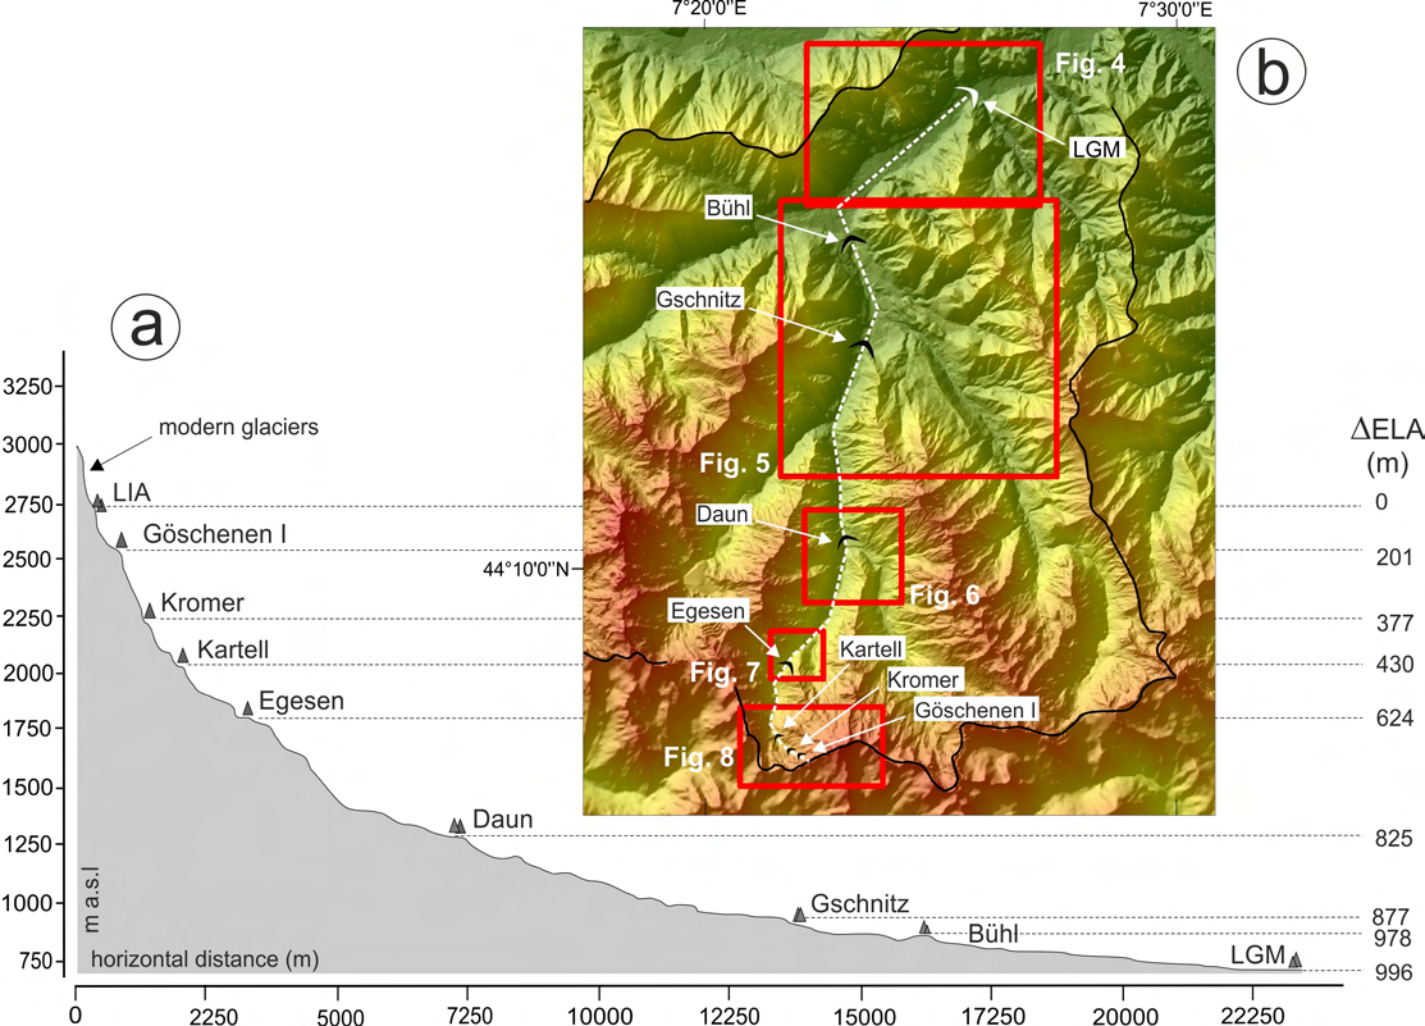 7°20'0"E
7°30'0"E
b
Fig. 4
LGM
Bühl
Gschnitz
Fig. 5
Daun
44°10'0"N
Fig. 6
Egesen
Fig. 7
Kartell
Kromer
Göschenen I
Fig. 8
a
3250
3000
2750
2500
2250
2000
1750
1500
1250
1000
750
m a.s.l
modern glaciers
LIA
Göschenen I
Kromer
Kartell
Egesen
Daun
Gschnitz
Bühl
LGM
horizontal distance (m)
0
2250
5000
7250
10000
12250
15000
17250
20000
22250
ΔELA
(m)
0
201
377
430
624
825
877
978
996